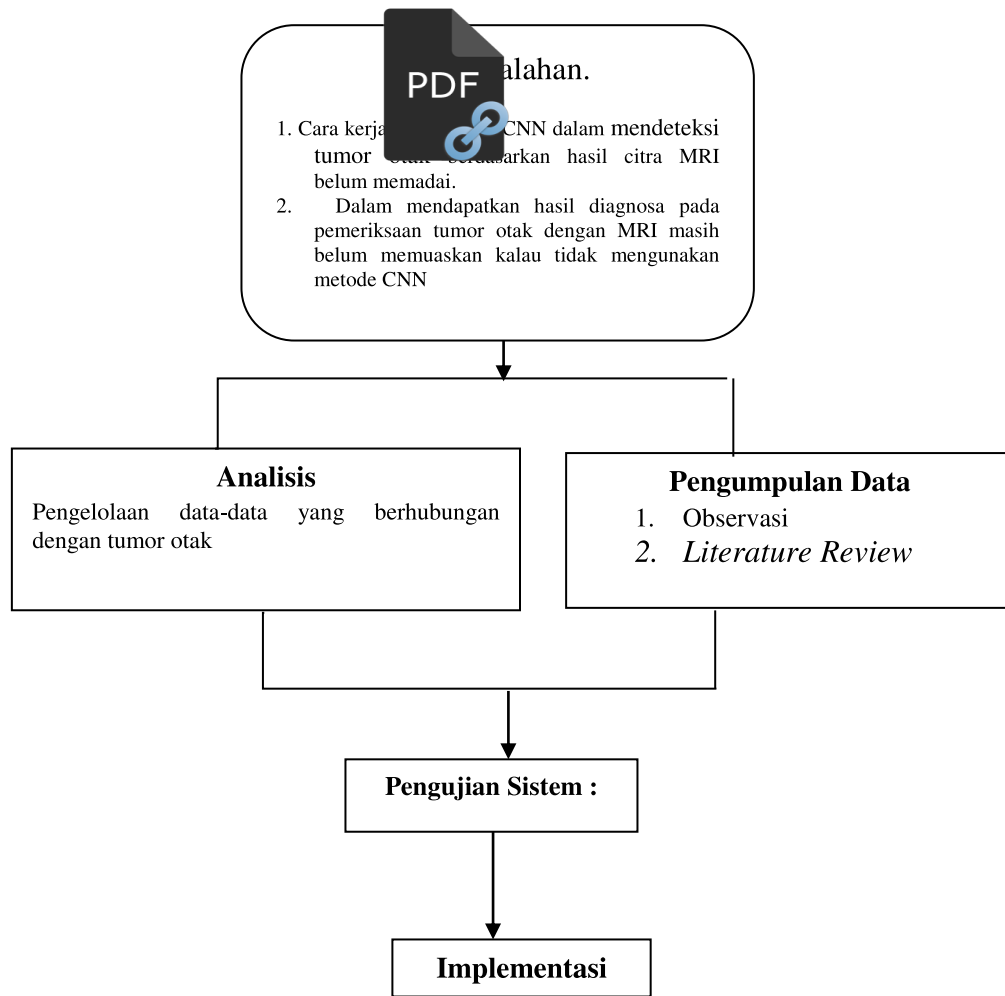 PDF
alahan.
1. Cara kerja CNN dalam mendeteksi
tumor berdasarkan hasil citra MRI
belum memadai.
2. Dalam mendapatkan hasil diagnosa pada
pemeriksaan tumor otak dengan MRI masih
belum memuaskan kalau tidak mengunakan
metode CNN
Analisis
Pengelolaan data-data yang berhubungan
dengan tumor otak
Pengumpulan Data
1. Observasi
2. Literature Review
Pengujian Sistem :
Implementasi